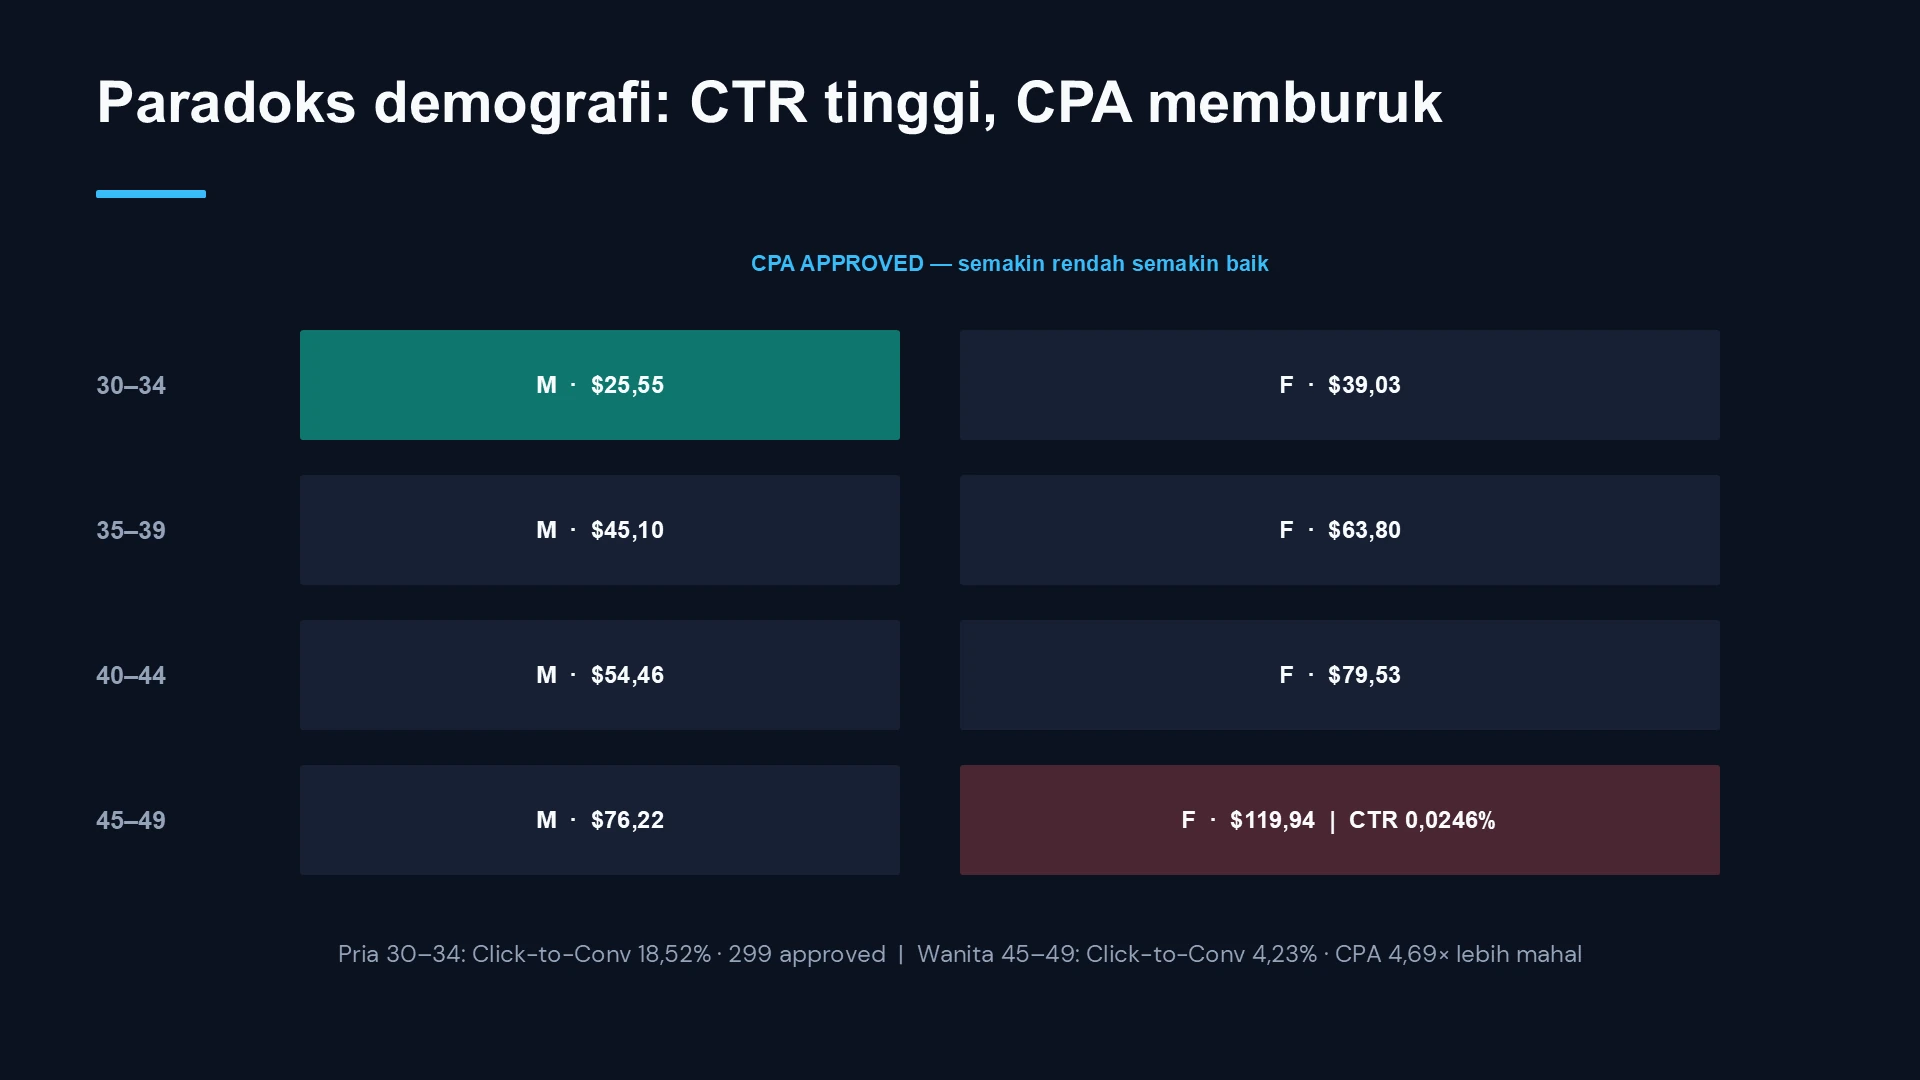 Paradoks demografi: CTR tinggi, CPA memburuk
CPA APPROVED — semakin rendah semakin baik
30–34
M · $25,55
F · $39,03
35–39
M · $45,10
F · $63,80
40–44
M · $54,46
F · $79,53
45–49
M · $76,22
F · $119,94 | CTR 0,0246%
Pria 30–34: Click-to-Conv 18,52% · 299 approved | Wanita 45–49: Click-to-Conv 4,23% · CPA 4,69× lebih mahal